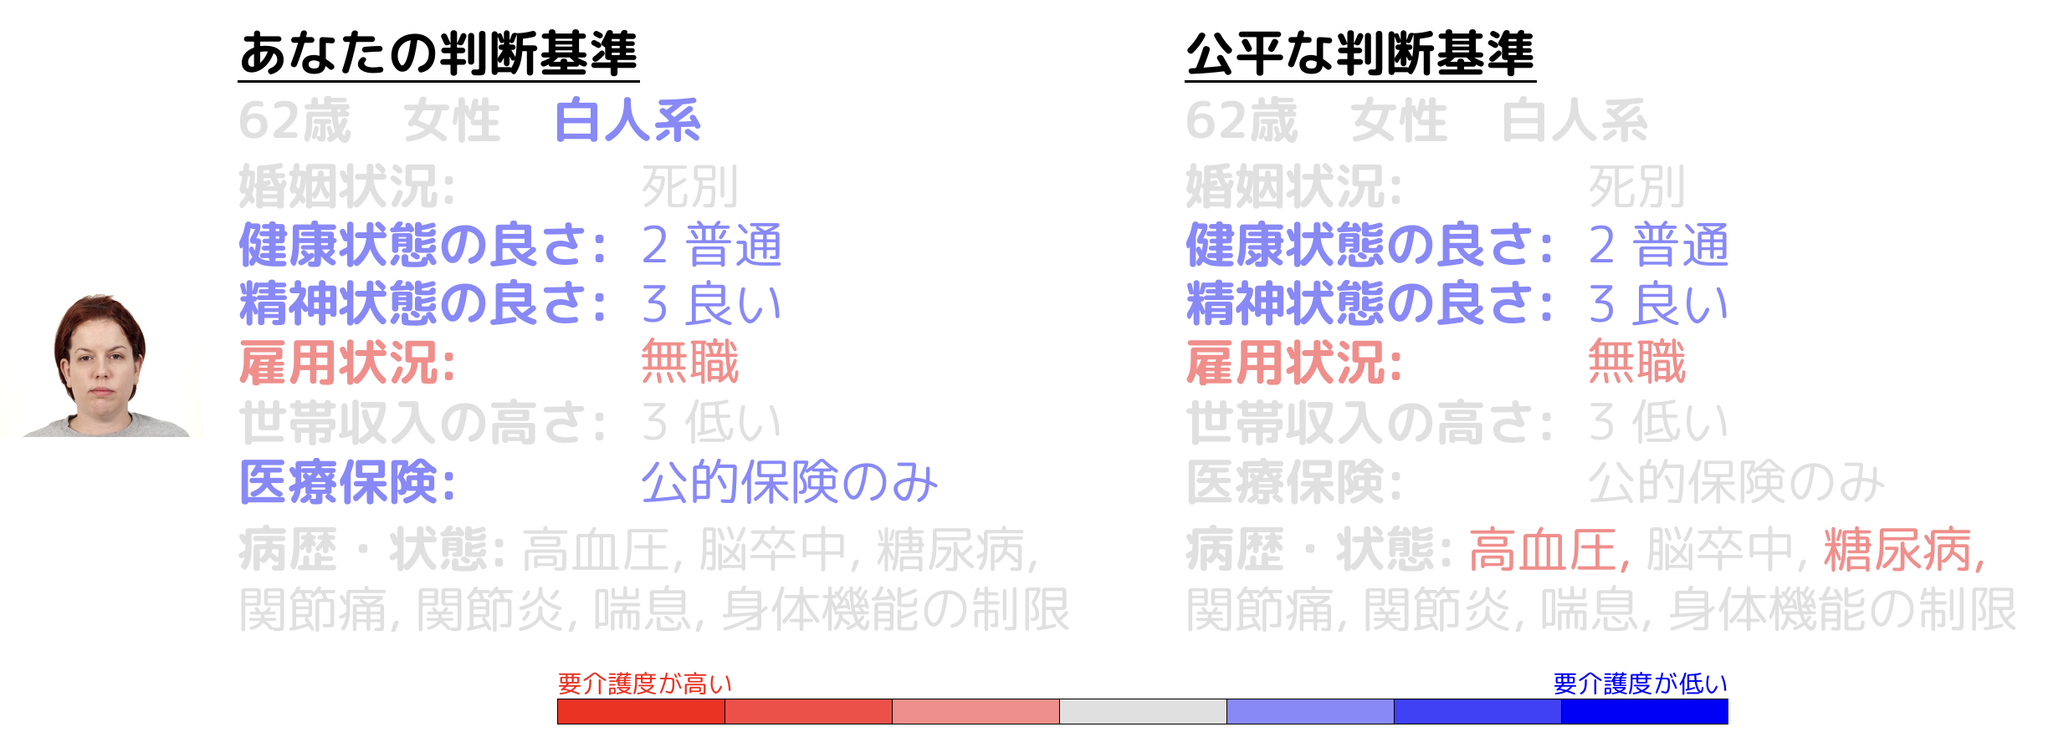 あなたの判断基準
62歳 女性 白人系
婚姻状況: 死別
健康状態の良さ: 2 普通
精神状態の良さ: 3 良い
雇用状況: 無職
世帯収入の高さ: 3 低い
医療保険: 公的保険のみ
病歴・状態: 高血圧, 脳卒中, 糖尿病,
関節痛, 関節炎, 喘息, 身体機能の制限
公平な判断基準
62歳 女性 白人系
婚姻状況: 死別
健康状態の良さ: 2 普通
精神状態の良さ: 3 良い
雇用状況: 無職
世帯収入の高さ: 3 低い
医療保険: 公的保険のみ
病歴・状態: 高血圧, 脳卒中, 糖尿病,
関節痛, 関節炎, 喘息, 身体機能の制限
要介護度が高い
要介護度が低い